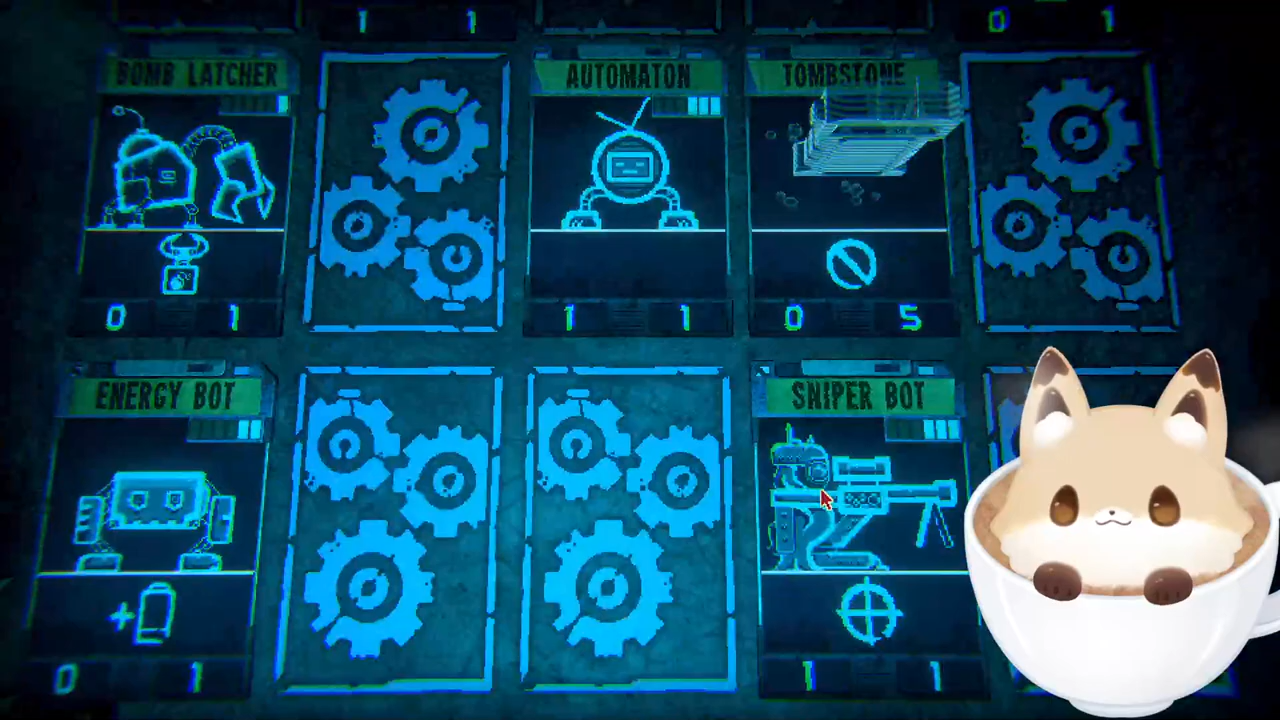 1 1 0 1
BOMB LATCHER AUTOMATON TOMBSTONE
0 1 1 1 0 5
ENERGY BOT SNIPER BOT
+
0 1 1 1